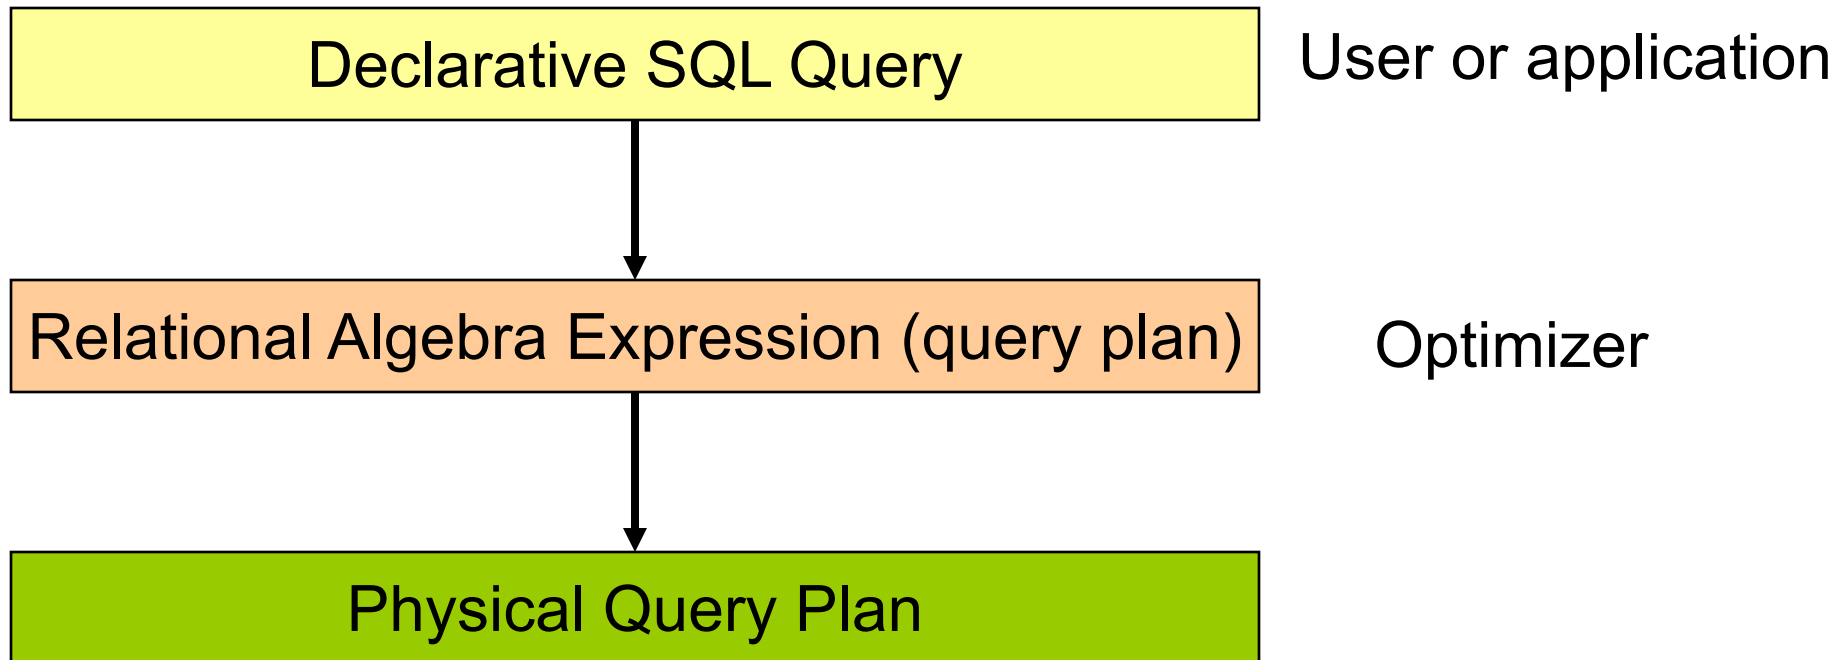 Declarative SQL Query
User or application
Relational Algebra Expression (query plan)
Optimizer
Physical Query Plan